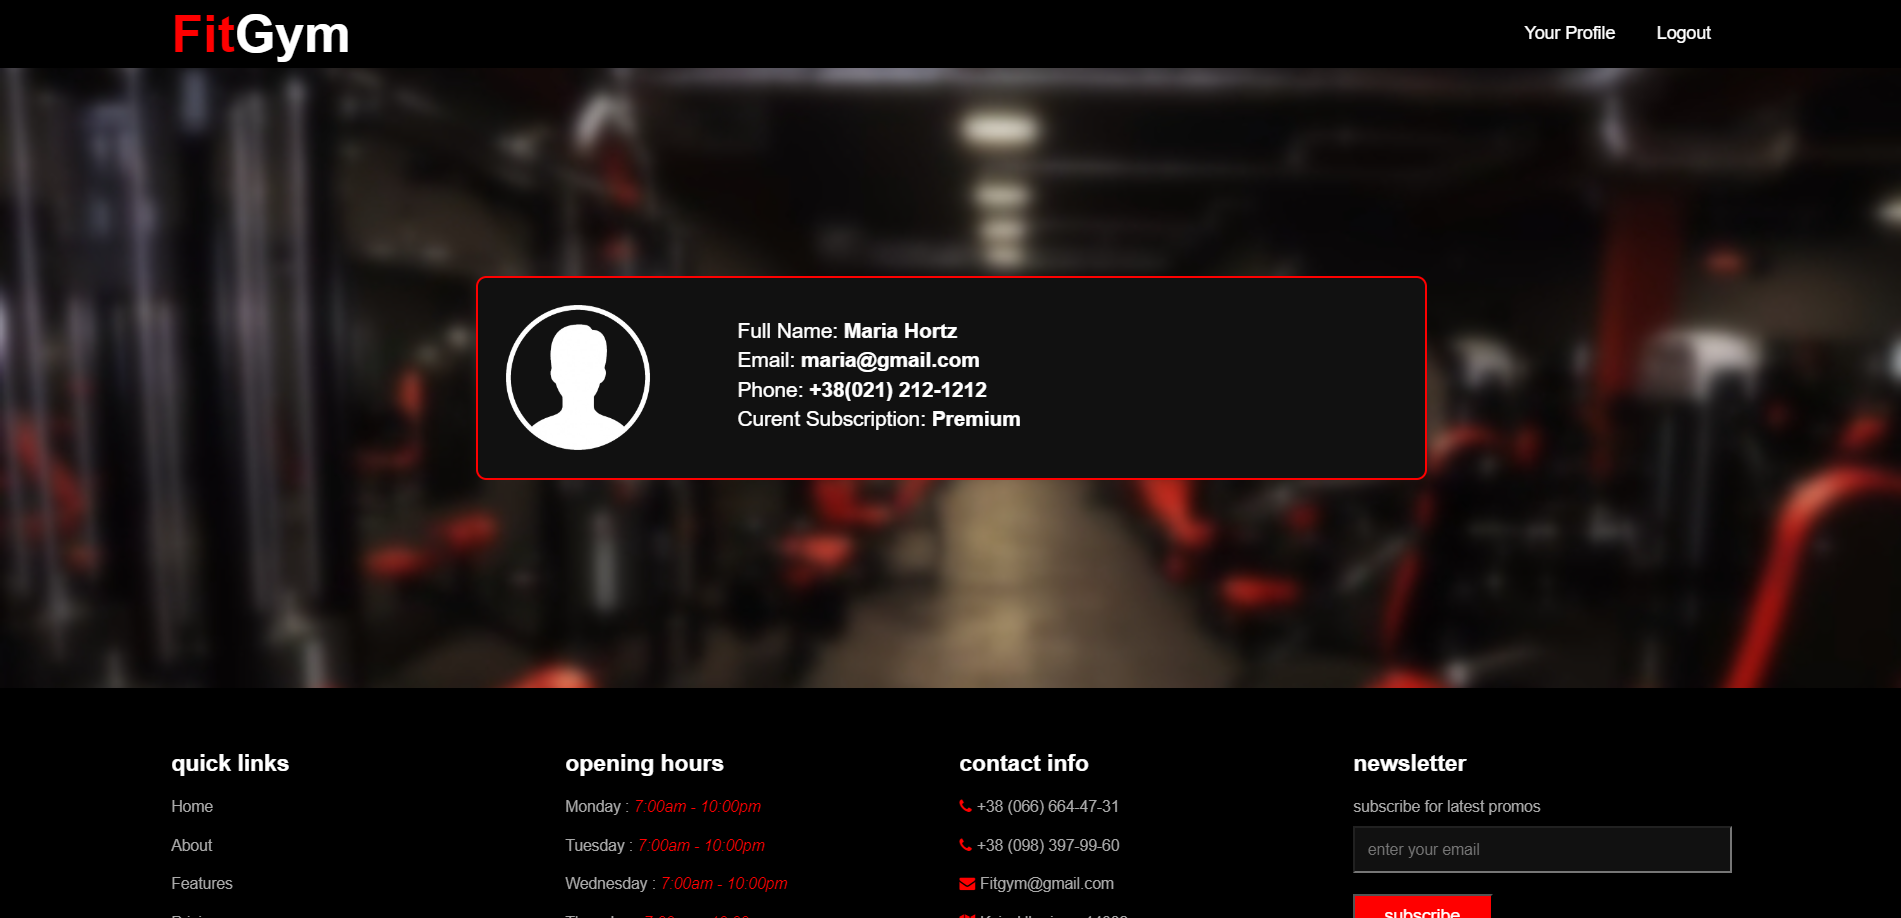 FitGym
Your Profile
Logout
Full Name: Maria Hortz
Email: maria@gmail.com
Phone: +38(021) 212-1212
Curent Subscription: Premium
quick links
Home
About
Features
opening hours
Monday : 7:00am - 10:00pm
Tuesday : 7:00am - 10:00pm
Wednesday : 7:00am - 10:00pm
contact info
+38 (066) 664-47-31
+38 (098) 397-99-60
Fitgym@gmail.com
newsletter
subscribe for latest promos
enter your email
subscribe